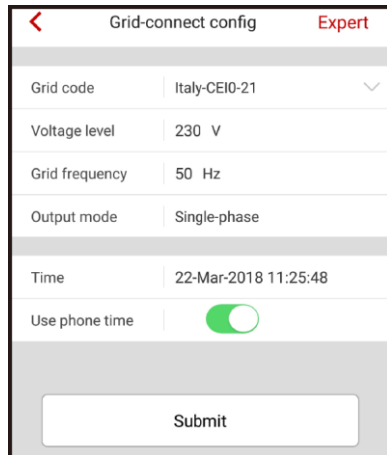 Grid-connect config Expert
Grid code Italy-CEI0-21
Voltage level 230 V
Grid frequency 50 Hz
Output mode Single-phase
Time 22-Mar-2018 11:25:48
Use phone time
Submit